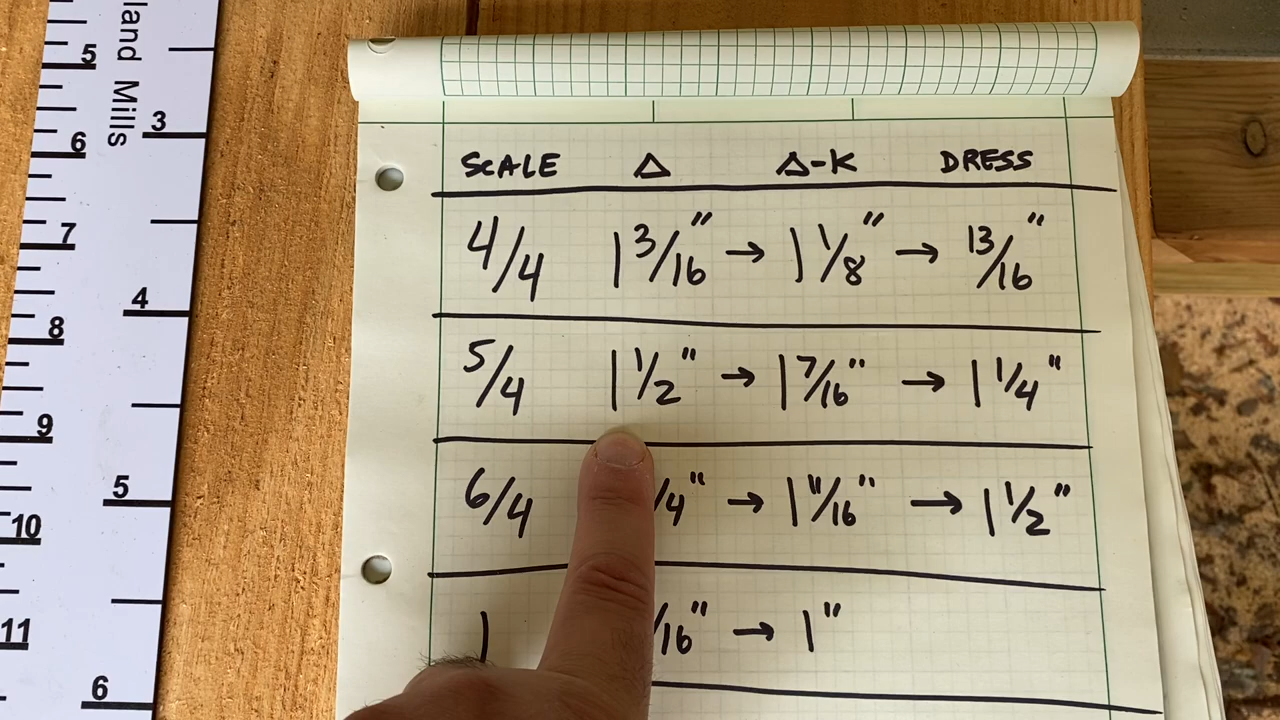 land Mills
5
6
7
8
9
10
11
3
4
5
6
SCALE Δ Δ-K DRESS
4/4 1 3/16" → 1 1/8" → 13/16"
5/4 1 1/2" → 1 7/16" → 1 1/4"
6/4 /4" → 1 11/16" → 1 1/2"
1 /16" → 1"